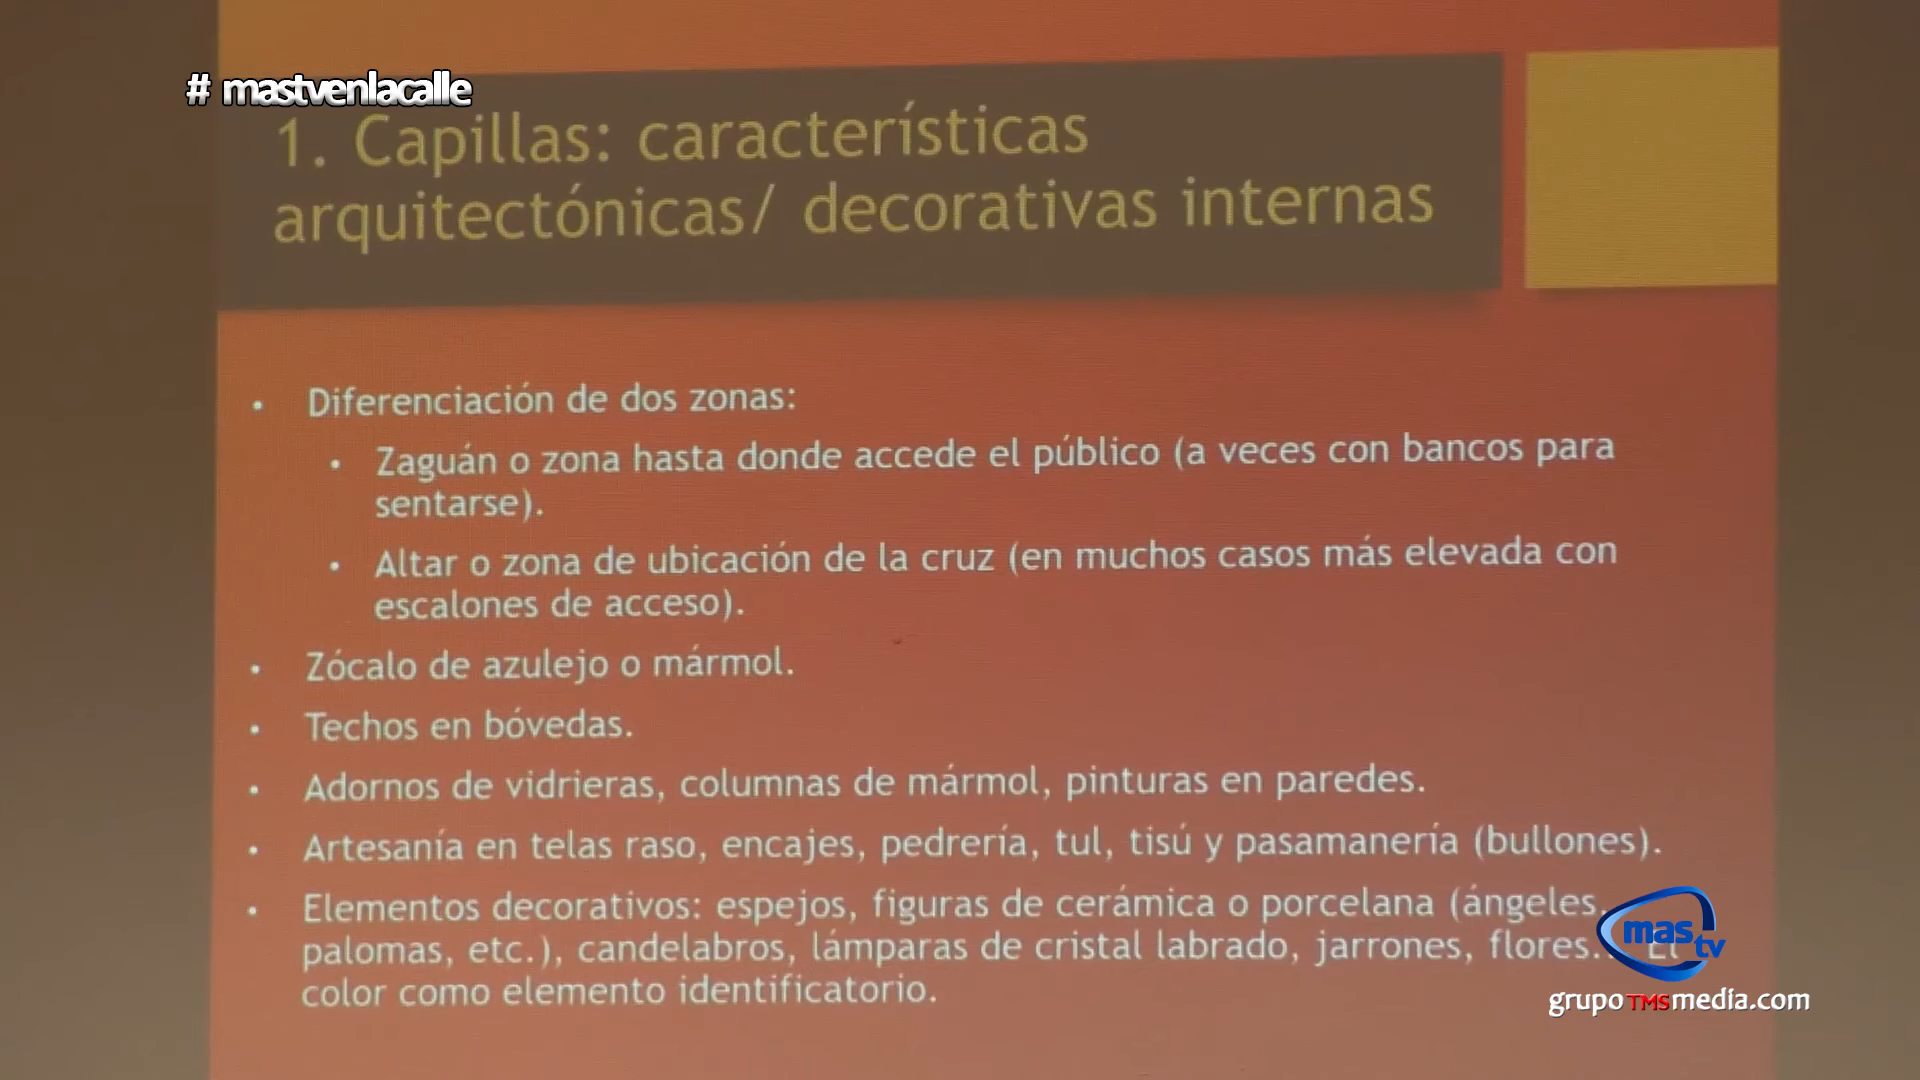 # mastvenlacalle
1. Capillas: características
arquitectónicas/ decorativas internas
• Diferenciación de dos zonas:
• Zaguán o zona hasta donde accede el público (a veces con bancos para
sentarse).
• Altar o zona de ubicación de la cruz (en muchos casos más elevada con
escalones de acceso).
• Zócalo de azulejo o mármol.
• Techos en bóvedas.
• Adornos de vidrieras, columnas de mármol, pinturas en paredes.
• Artesanía en telas raso, encajes, pedrería, tul, tisú y pasamanería (bullones).
• Elementos decorativos: espejos, figuras de cerámica o porcelana (ángeles,
palomas, etc.), candelabros, lámparas de cristal labrado, jarrones, flores... El
color como elemento identificatorio.
mas tv
grupoTMSmedia.com